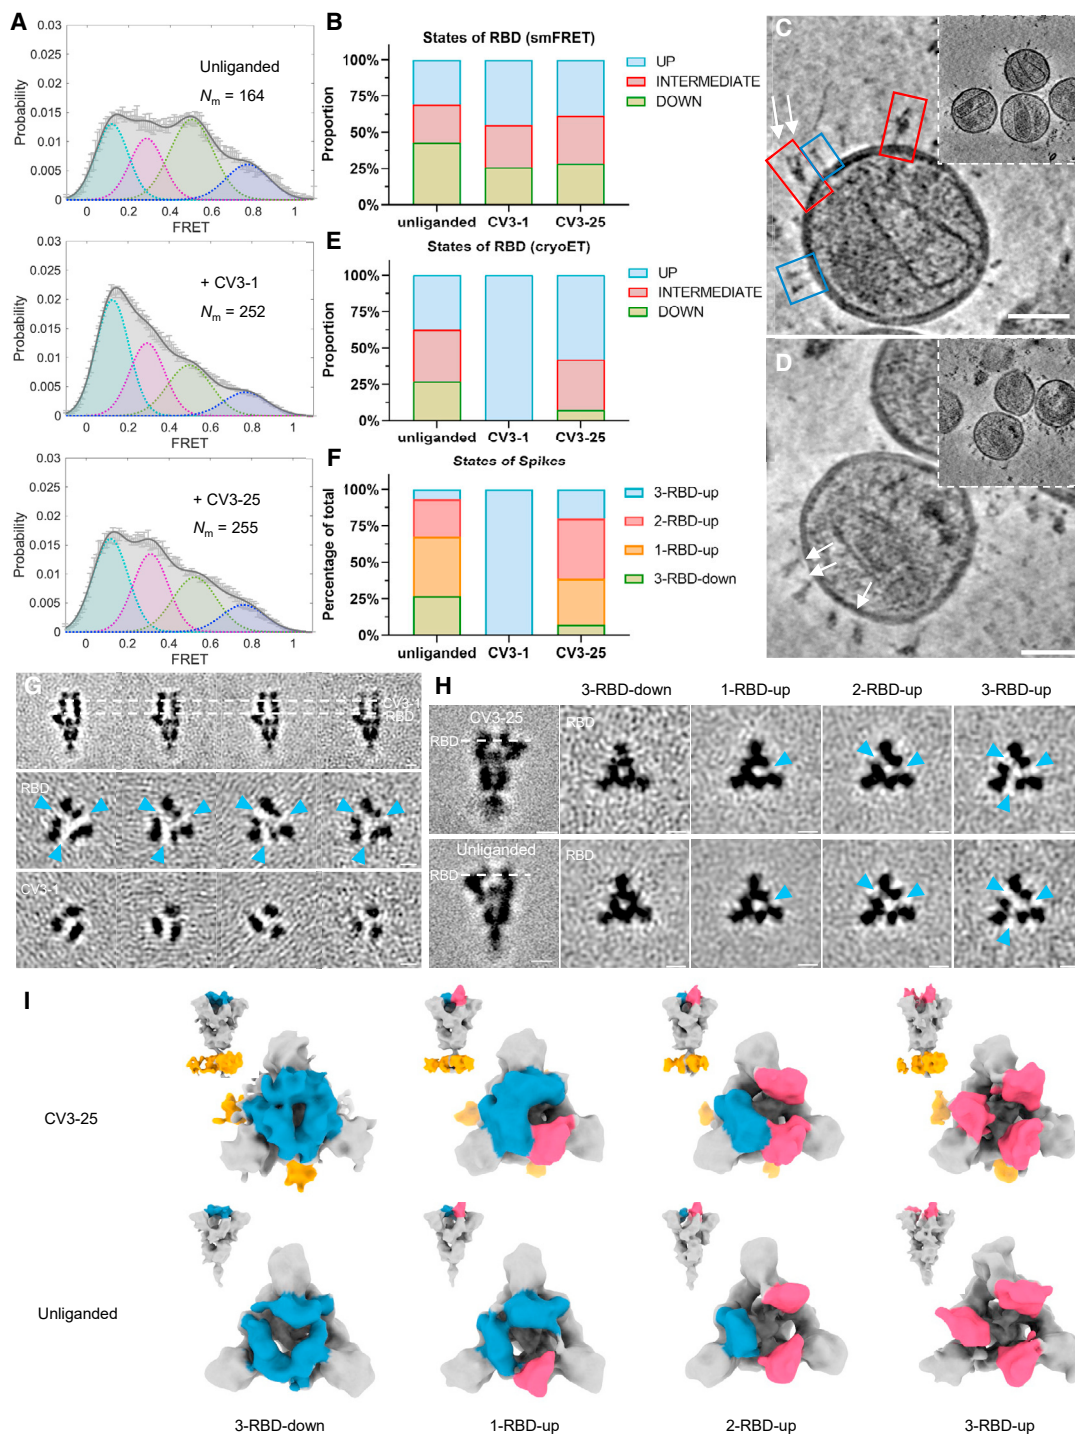 A
0.03
0.025
0.02
0.015
0.01
0.005
0
Probability
Unliganded
Nm = 164
0 0.2 0.4 0.6 0.8 1
FRET
0.03
0.025
0.02
0.015
0.01
0.005
0
Probability
+ CV3-1
Nm = 252
0 0.2 0.4 0.6 0.8 1
FRET
0.03
0.025
0.02
0.015
0.01
0.005
0
Probability
+ CV3-25
Nm = 255
0 0.2 0.4 0.6 0.8 1
FRET
B
States of RBD (smFRET)
100%
75%
50%
25%
0%
Proportion
unliganded CV3-1 CV3-25
UP
INTERMEDIATE
DOWN
E
States of RBD (cryoET)
100%
75%
50%
25%
0%
Proportion
unliganded CV3-1 CV3-25
UP
INTERMEDIATE
DOWN
F
States of Spikes
100%
75%
50%
25%
0%
Percentage of total
unliganded CV3-1 CV3-25
3-RBD-up
2-RBD-up
1-RBD-up
3-RBD-down
C
D
G
CV3-1
RBD
RBD
CV3-1
H
3-RBD-down 1-RBD-up 2-RBD-up 3-RBD-up
CV3-25
RBD
RBD
Unliganded
RBD
RBD
I
CV3-25
Unliganded
3-RBD-down 1-RBD-up 2-RBD-up 3-RBD-up